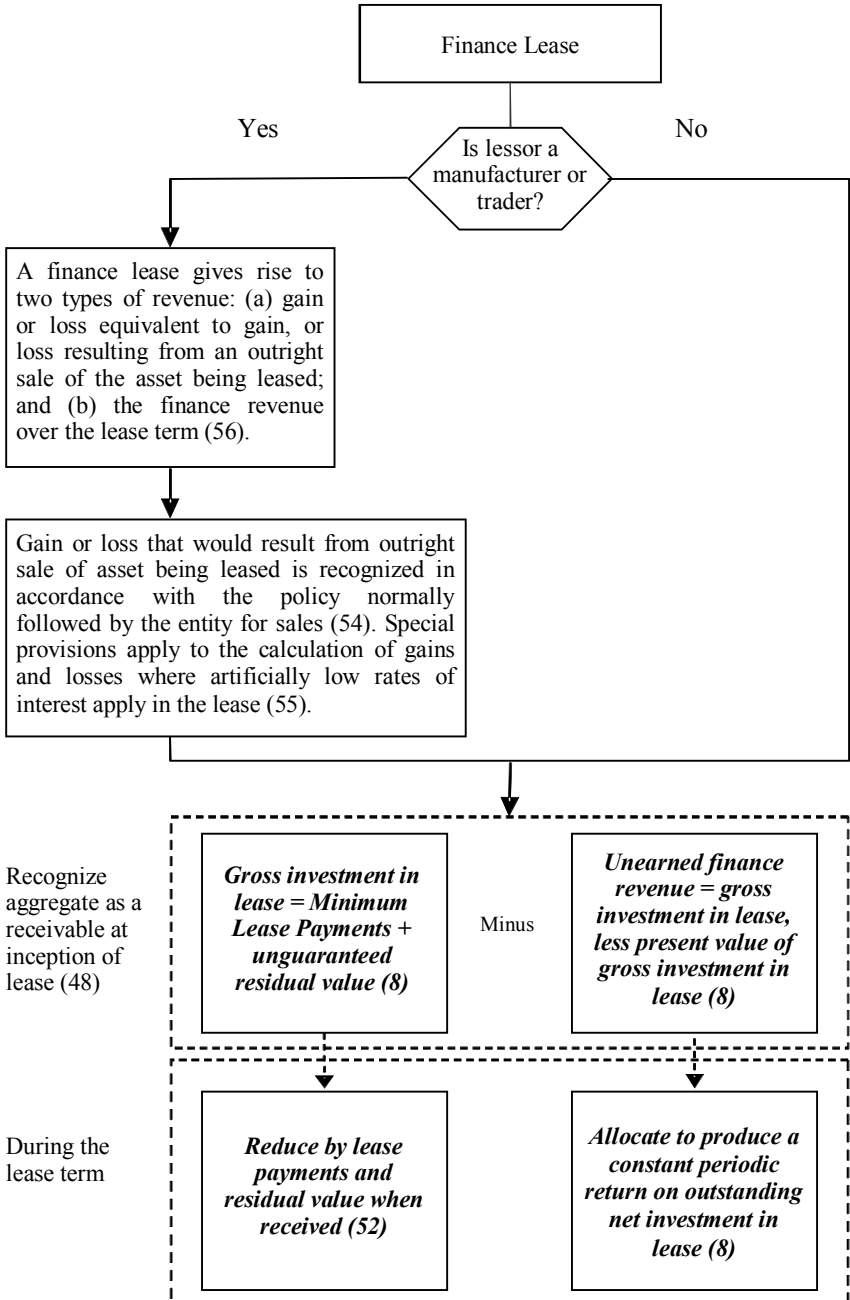 Finance Lease
Yes
No
Is lessor a
manufacturer or
trader?
A finance lease gives rise to
two types of revenue: (a) gain
or loss equivalent to gain, or
loss resulting from an outright
sale of the asset being leased;
and (b) the finance revenue
over the lease term (56).
Gain or loss that would result from outright
sale of asset being leased is recognized in
accordance with the policy normally
followed by the entity for sales (54). Special
provisions apply to the calculation of gains
and losses where artificially low rates of
interest apply in the lease (55).
Recognize
aggregate as a
receivable at
inception of
lease (48)
Gross investment in
lease = Minimum
Lease Payments +
unguaranteed
residual value (8)
Minus
Unearned finance
revenue = gross
investment in lease,
less present value of
gross investment in
lease (8)
During the
lease term
Reduce by lease
payments and
residual value when
received (52)
Allocate to produce a
constant periodic
return on outstanding
net investment in
lease (8)